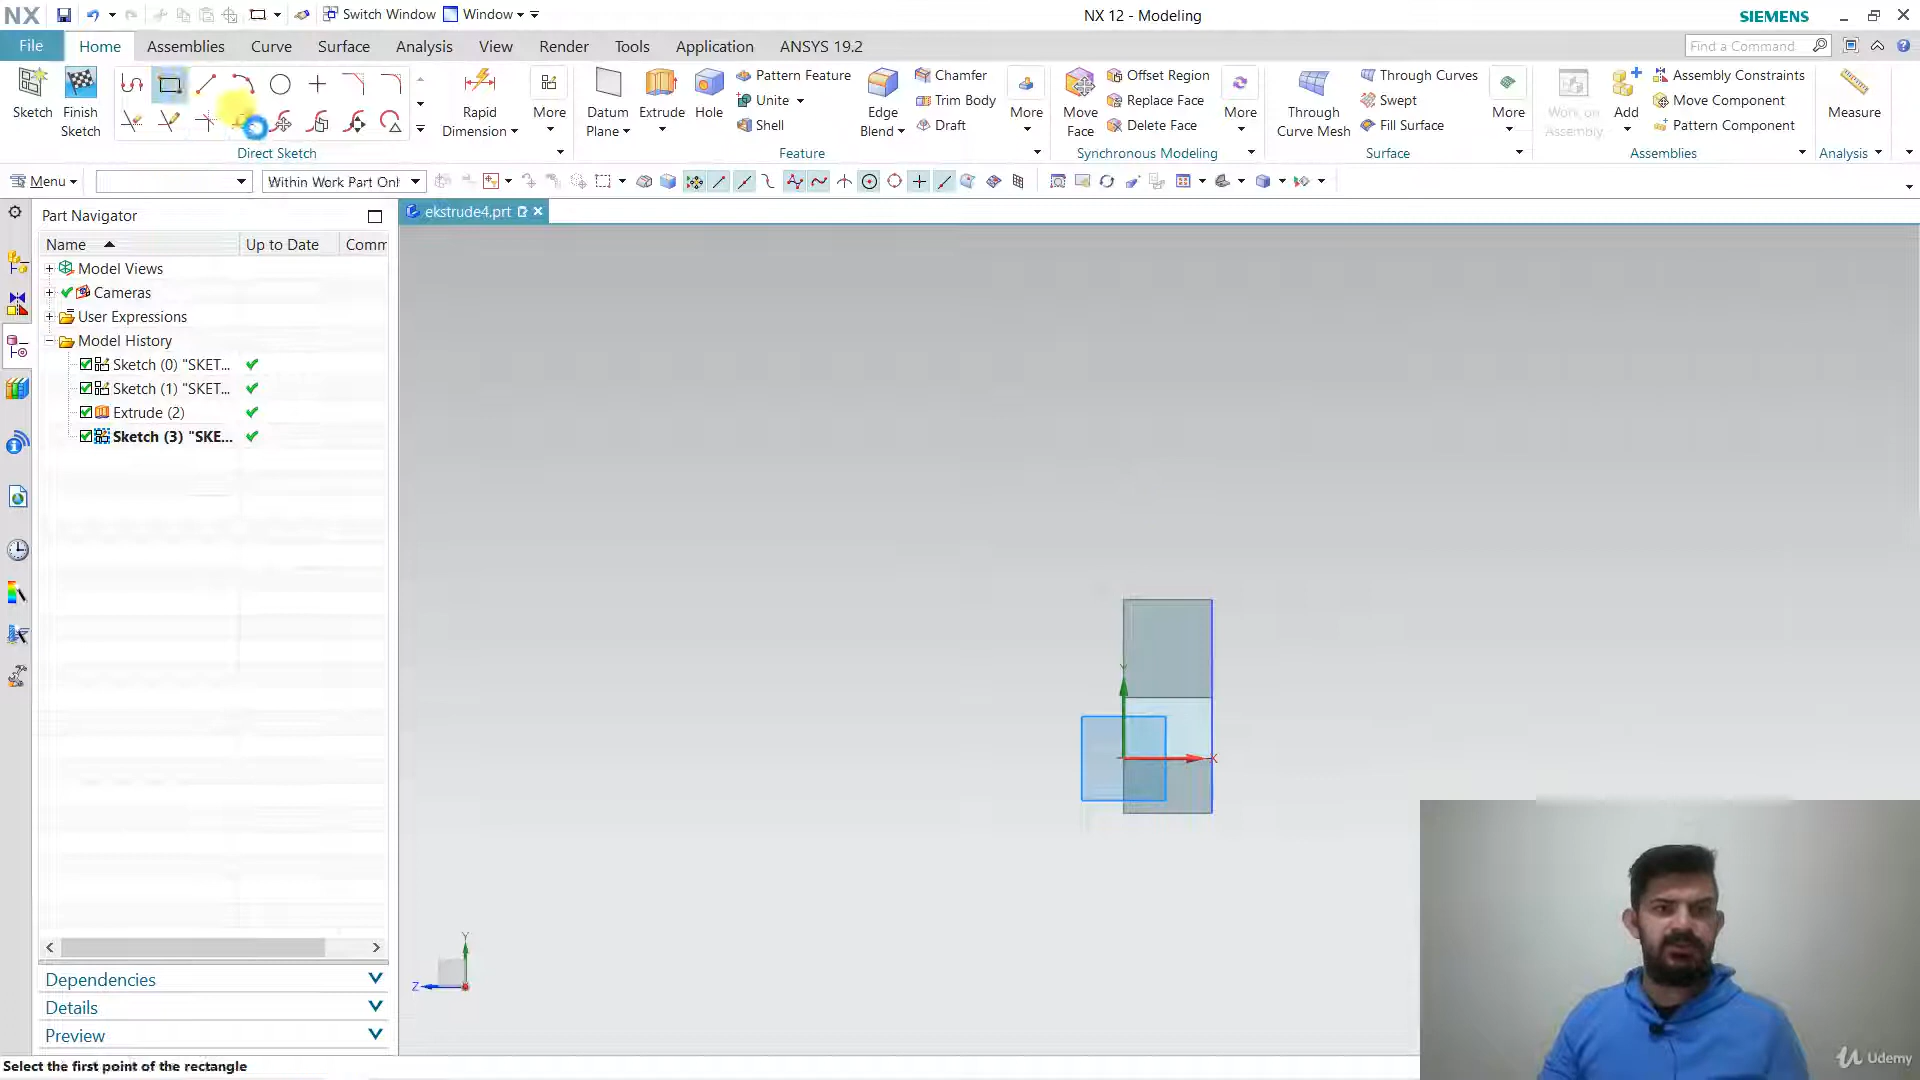 NX
Switch Window
Window
NX 12 - Modeling
SIEMENS
File
Home
Assemblies
Curve
Surface
Analysis
View
Render
Tools
Application
ANSYS 19.2
Find a Command
Sketch
Finish Sketch
Direct Sketch
Rapid Dimension
More
Datum Plane
Extrude
Hole
Pattern Feature
Unite
Shell
Edge Blend
Chamfer
Trim Body
Draft
More
Feature
Move Face
Offset Region
Replace Face
Delete Face
More
Synchronous Modeling
Through Curve Mesh
Through Curves
Swept
Fill Surface
More
Surface
Work on Assembly
Add
Assembly Constraints
Move Component
Pattern Component
Assemblies
Measure
Analysis
Menu
Within Work Part Onl
Part Navigator
ekstrude4.prt
Name
Up to Date
Comm
Model Views
Cameras
User Expressions
Model History
Sketch (0) "SKET...
Sketch (1) "SKET...
Extrude (2)
Sketch (3) "SKE...
Y
X
Y
Z
Dependencies
Details
Preview
Select the first point of the rectangle
Udemy